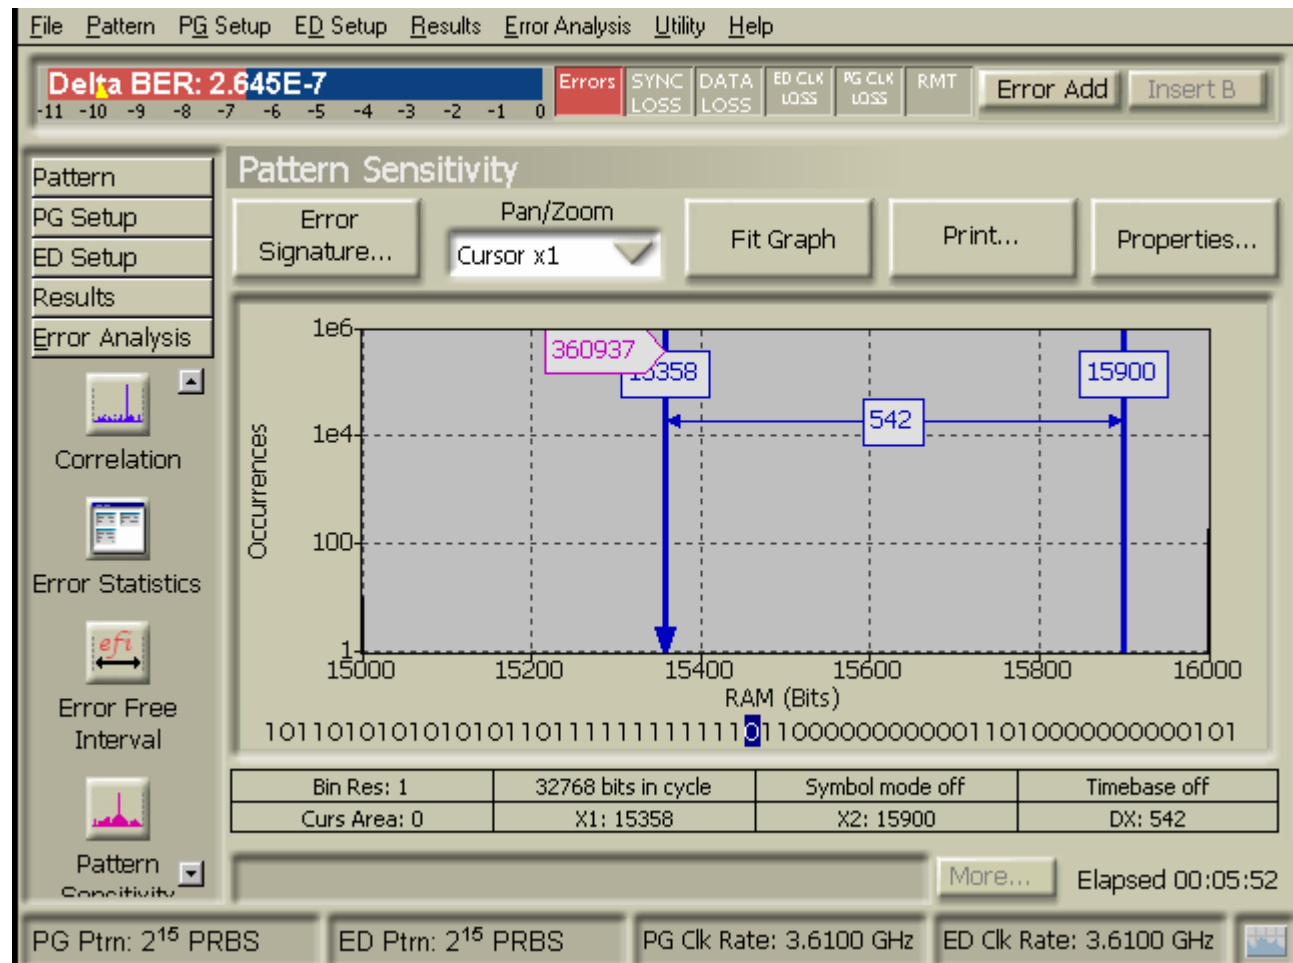 File Pattern PG Setup ED Setup Results Error Analysis Utility Help
Delta BER: 2.645E-7
-11 -10 -9 -8 -7 -6 -5 -4 -3 -2 -1 0
Errors
SYNC LOSS
DATA LOSS
ED CLK LOSS
PG CLK LOSS
RMT
Error Add
Insert B
Pattern
PG Setup
ED Setup
Results
Error Analysis
Correlation
Error Statistics
efi
Error Free
Interval
Pattern
Sensitivity
Pattern Sensitivity
Error
Signature...
Pan/Zoom
Cursor x1
Fit Graph
Print...
Properties...
Occurrences
1e6
1e4
100
1
360937
15358
15900
542
15000 15200 15400 15600 15800 16000
RAM (Bits)
1011010101010101101111111111111011000000000000110100000000000101
Bin Res: 1 32768 bits in cycle Symbol mode off Timebase off
Curs Area: 0 X1: 15358 X2: 15900 DX: 542
More...
Elapsed 00:05:52
PG Ptrn: 2¹⁵ PRBS ED Ptrn: 2¹⁵ PRBS PG Clk Rate: 3.6100 GHz ED Clk Rate: 3.6100 GHz